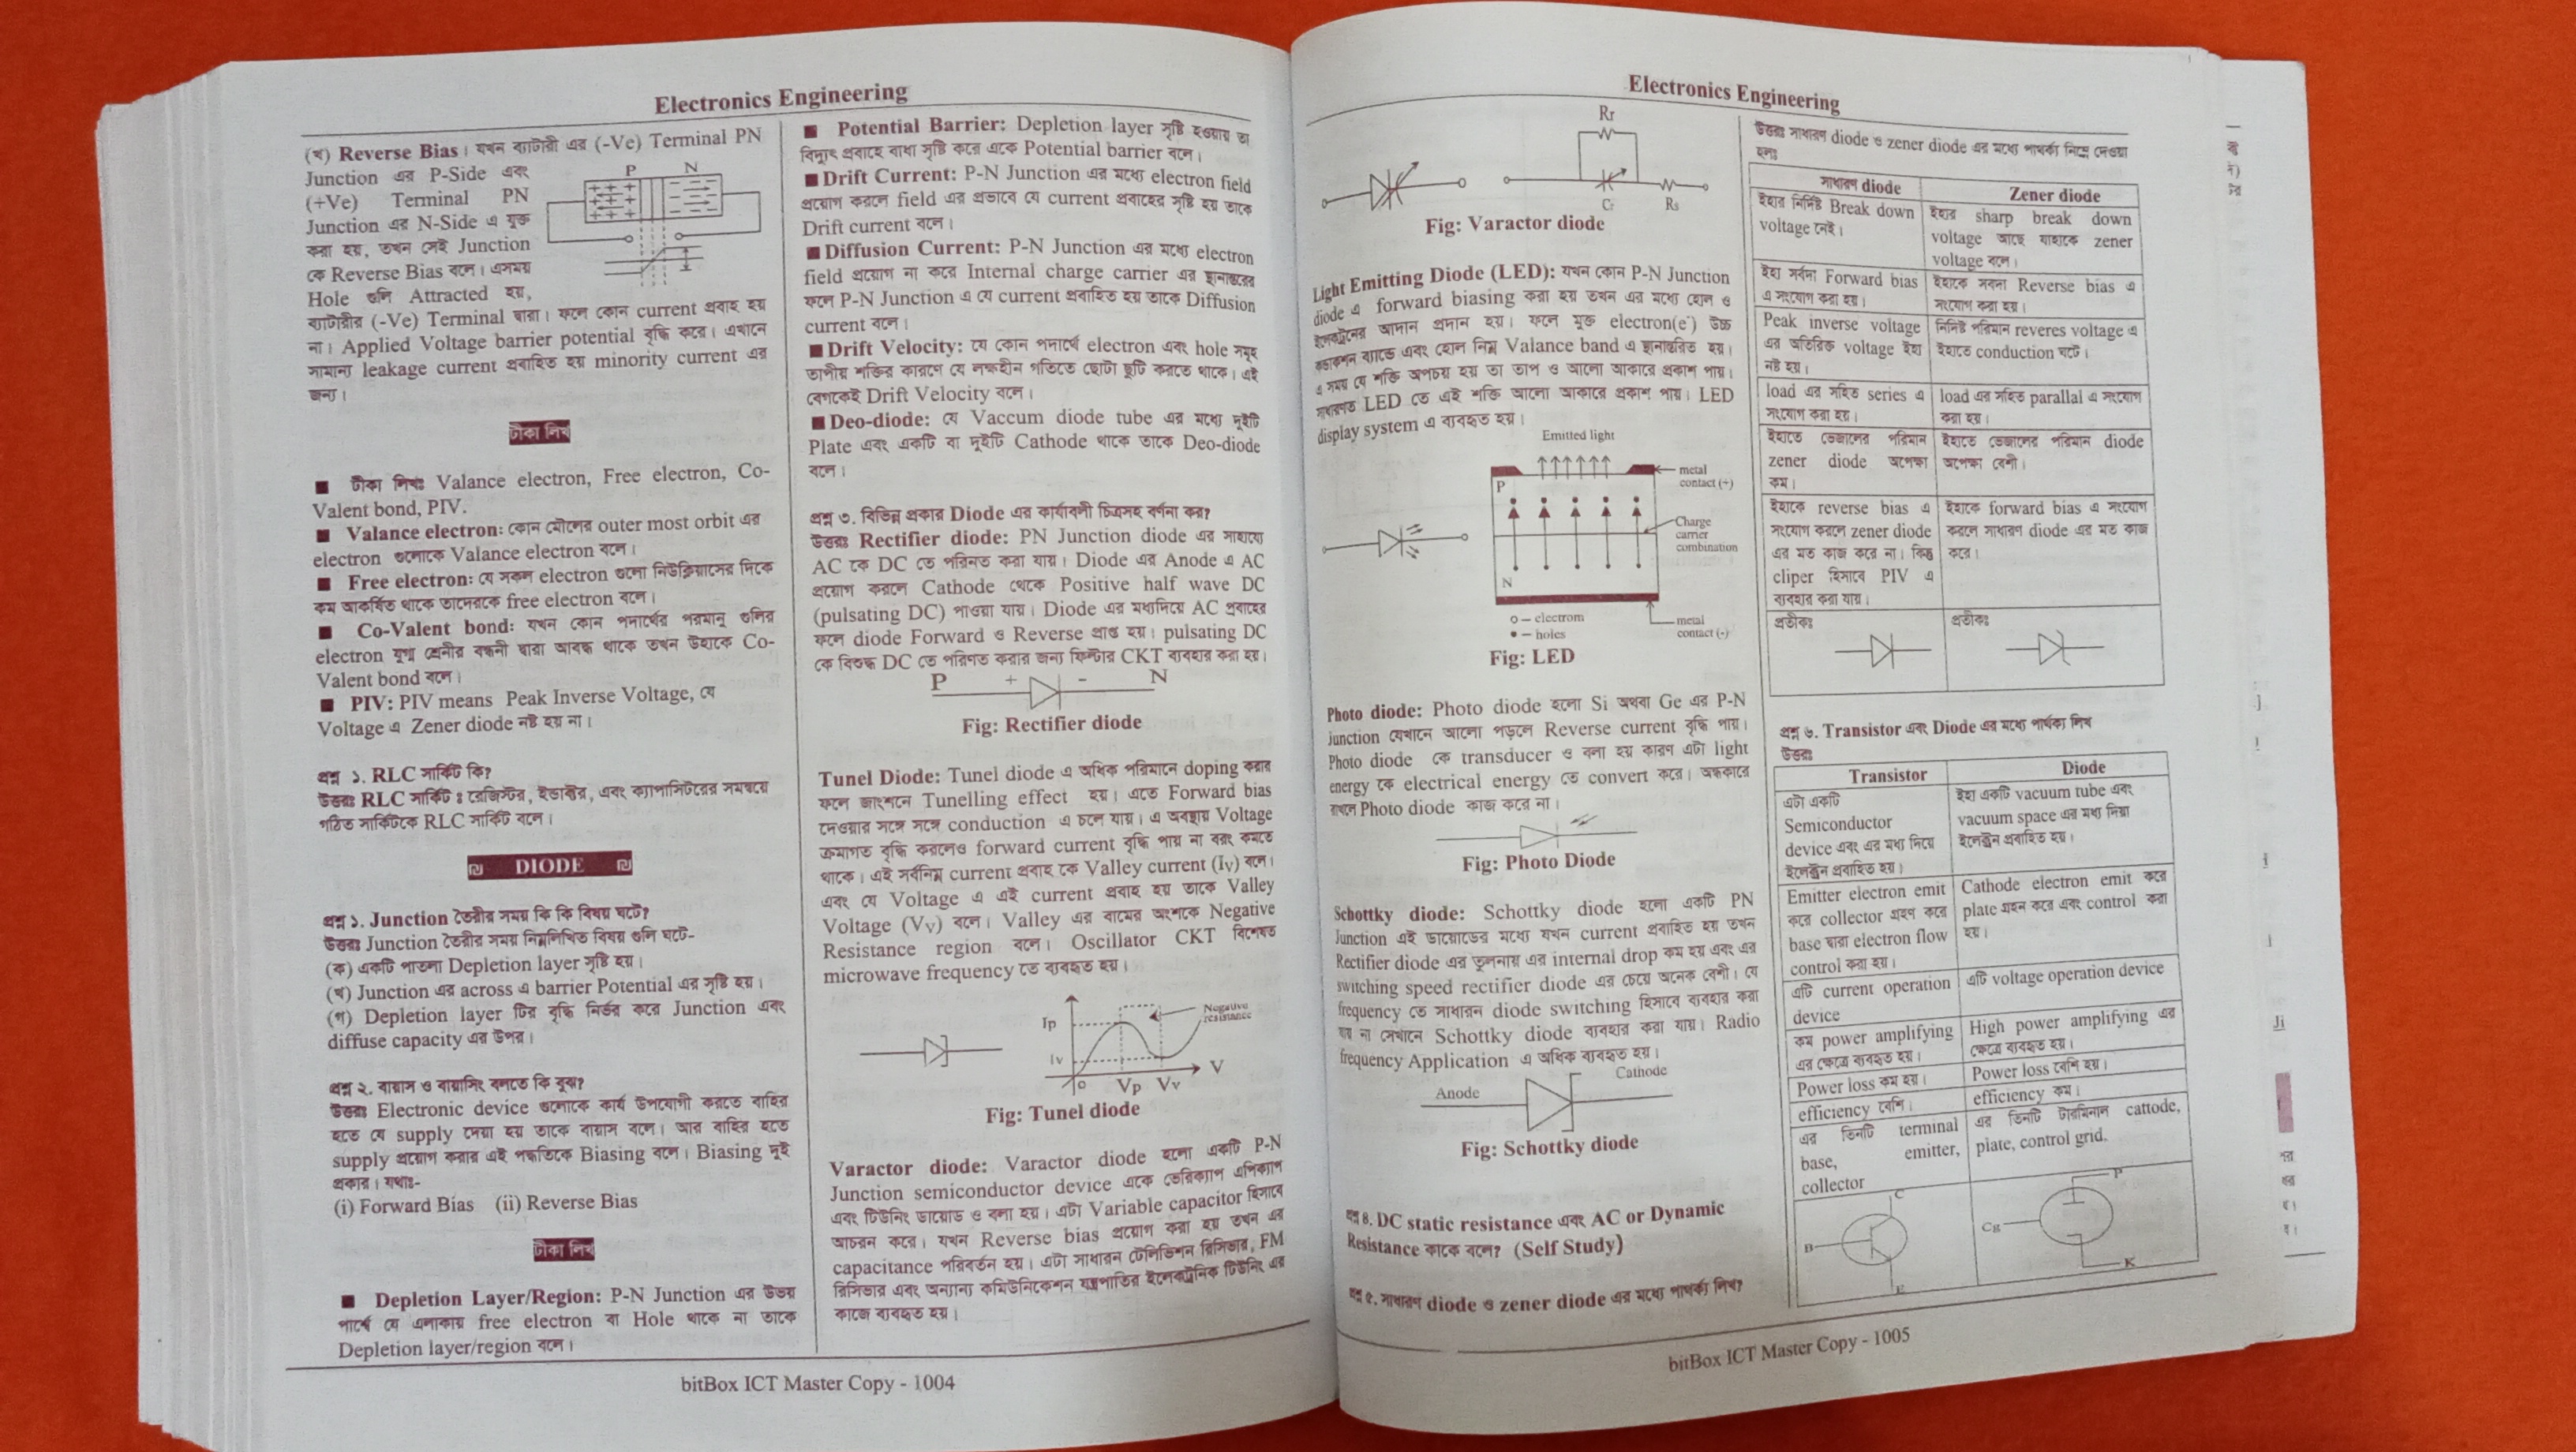 Electronics Engineering
(খ) Reverse Bias। যখন ব্যাটারী এর (-Ve) Terminal PN
Junction এর P-Side এবং
(+Ve) Terminal PN
Junction এর N-Side এ যুক্ত
করা হয়, তখন সেই Junction
কে Reverse Bias বলে। এসময়
Hole গুলি Attracted হয়,
ব্যাটারীর (-Ve) Terminal দ্বারা। ফলে কোন current প্রবাহ হয়
না। Applied Voltage barrier potential বৃদ্ধি করে। এখানে
সামান্য leakage current প্রবাহিত হয় minority current এর
জন্য।
P N
টীকা লিখ
■ টীকা লিখঃ Valance electron, Free electron, Co-
Valent bond, PIV.
■ Valance electron: কোন মৌলের outer most orbit এর
electron গুলোকে Valance electron বলে।
■ Free electron: যে সকল electron গুলো নিউক্লিয়াসের দিকে
কম আকর্ষিত থাকে তাদেরকে free electron বলে।
■ Co-Valent bond: যখন কোন পদার্থের পরমানু গুলির
electron যুগ্ম শ্রেনীর বন্ধনী দ্বারা আবদ্ধ থাকে তখন উহাকে Co-
Valent bond বলে।
■ PIV: PIV means Peak Inverse Voltage, যে
Voltage এ Zener diode নষ্ট হয় না।
প্রশ্ন ১. RLC সার্কিট কি?
উত্তরঃ RLC সার্কিট ঃ রেজিস্টর, ইন্ডাক্টর, এবং ক্যাপাসিটরের সমন্বয়ে
গঠিত সার্কিটকে RLC সার্কিট বলে।
DIODE
প্রশ্ন ১. Junction তৈরীর সময় কি কি বিষয় ঘটে?
উত্তরঃ Junction তৈরীর সময় নিম্নলিখিত বিষয় গুলি ঘটে-
(ক) একটি পাতলা Depletion layer সৃষ্টি হয়।
(খ) Junction এর across এ barrier Potential এর সৃষ্টি হয়।
(গ) Depletion layer টির বৃদ্ধি নির্ভর করে Junction এবং
diffuse capacity এর উপর।
প্রশ্ন ২. বায়াস ও বায়াসিং বলতে কি বুঝ?
উত্তরঃ Electronic device গুলোকে কার্য উপযোগী করতে বাহির
হতে যে supply দেয়া হয় তাকে বায়াস বলে। আর বাহির হতে
supply প্রয়োগ করার এই পদ্ধতিকে Biasing বলে। Biasing দুই
প্রকার। যথাঃ-
(i) Forward Bias (ii) Reverse Bias
টীকা লিখ
■ Depletion Layer/Region: P-N Junction এর উভয়
পার্শ্বে যে এলাকায় free electron বা Hole থাকে না তাকে
Depletion layer/region বলে।
■ Potential Barrier: Depletion layer সৃষ্টি হওয়ায় তা
বিদ্যুৎ প্রবাহে বাধা সৃষ্টি করে একে Potential barrier বলে।
■ Drift Current: P-N Junction এর মধ্যে electron field
প্রয়োগ করলে field এর প্রভাবে যে current প্রবাহের সৃষ্টি হয় তাকে
Drift current বলে।
■ Diffusion Current: P-N Junction এর মধ্যে electron
field প্রয়োগ না করে Internal charge carrier এর স্থানান্তরের
ফলে P-N Junction এ যে current প্রবাহিত হয় তাকে Diffusion
current বলে।
■ Drift Velocity: যে কোন পদার্থে electron এবং hole সমূহ
তাপীয় শক্তির কারণে যে লক্ষহীন গতিতে ছোটা ছুটি করতে থাকে। এই
বেগকেই Drift Velocity বলে।
■ Deo-diode: যে Vaccum diode tube এর মধ্যে দুইটি
Plate এবং একটি বা দুইটি Cathode থাকে তাকে Deo-diode
বলে।
প্রশ্ন ৩. বিভিন্ন প্রকার Diode এর কার্যাবলী চিত্রসহ বর্ণনা কর?
উত্তরঃ Rectifier diode: PN Junction diode এর সাহায্যে
AC কে DC তে পরিনত করা যায়। Diode এর Anode এ AC
প্রয়োগ করলে Cathode থেকে Positive half wave DC
(pulsating DC) পাওয়া যায়। Diode এর মধ্যদিয়ে AC প্রবাহের
ফলে diode Forward ও Reverse প্রাপ্ত হয়। pulsating DC
কে বিশুদ্ধ DC তে পরিণত করার জন্য ফিল্টার CKT ব্যবহার করা হয়।
P + - N
Fig: Rectifier diode
Tunel Diode: Tunel diode এ অধিক পরিমানে doping করার
ফলে জাংশনে Tunelling effect হয়। এতে Forward bias
দেওয়ার সঙ্গে সঙ্গে conduction এ চলে যায়। এ অবস্থায় Voltage
ক্রমাগত বৃদ্ধি করলেও forward current বৃদ্ধি পায় না বরং কমতে
থাকে। এই সর্বনিম্ন current প্রবাহ কে Valley current (Iv) বলে।
এবং যে Voltage এ এই current প্রবাহ হয় তাকে Valley
Voltage (Vv) বলে। Valley এর বামের অংশকে Negative
Resistance region বলে। Oscillator CKT বিশেষত
microwave frequency তে ব্যবহৃত হয়।
Ip
Iv
Negative
resistance
o Vp Vv V
Fig: Tunel diode
Varactor diode: Varactor diode হলো একটি P-N
Junction semiconductor device একে ভেরিক্যাপ এপিক্যাপ
এবং টিউনিং ডায়োড ও বলা হয়। এটা Variable capacitor হিসাবে
আচরন করে। যখন Reverse bias প্রয়োগ করা হয় তখন এর
capacitance পরিবর্তন হয়। এটা সাধারন টেলিভিশন রিসিভার, FM
রিসিভার এবং অন্যান্য কমিউনিকেশন যন্ত্রপাতির ইলেকট্রনিক টিউনিং এর
কাজে ব্যবহৃত হয়।
bitBox ICT Master Copy - 1004
Electronics Engineering
Rr
Cr Rs
Fig: Varactor diode
Light Emitting Diode (LED): যখন কোন P-N Junction
diode এ forward biasing করা হয় তখন এর মধ্যে হোল ও
ইলেকট্রনের আদান প্রদান হয়। ফলে মুক্ত electron(e-) উচ্চ
কন্ডাকশন ব্যান্ডে এবং হোল নিম্ন Valance band এ স্থানান্তরিত হয়।
এ সময় যে শক্তি অপচয় হয় তা তাপ ও আলো আকারে প্রকাশ পায়।
সাধারণত LED তে এই শক্তি আলো আকারে প্রকাশ পায়। LED
display system এ ব্যবহৃত হয়।
Emitted light
metal
contact (+)
P
Charge
carrier
combination
N
o – electrom
• – holes
metal
contact (-)
Fig: LED
Photo diode: Photo diode হলো Si অথবা Ge এর P-N
Junction যেখানে আলো পড়লে Reverse current বৃদ্ধি পায়।
Photo diode কে transducer ও বলা হয় কারণ এটা light
energy কে electrical energy তে convert করে। অন্ধকারে
রাখলে Photo diode কাজ করে না।
Fig: Photo Diode
Schottky diode: Schottky diode হলো একটি PN
Junction এই ডায়োডের মধ্যে যখন current প্রবাহিত হয় তখন
Rectifier diode এর তুলনায় এর internal drop কম হয় এবং এর
switching speed rectifier diode এর চেয়ে অনেক বেশী। যে
frequency তে সাধারন diode switching হিসাবে ব্যবহার করা
যায় না সেখানে Schottky diode ব্যবহার করা যায়। Radio
frequency Application এ অধিক ব্যবহৃত হয়।
Anode Cathode
Fig: Schottky diode
প্রশ্ন ৪. DC static resistance এবং AC or Dynamic
Resistance কাকে বলে? (Self Study)
প্রশ্ন ৫. সাধারণ diode ও zener diode এর মধ্যে পার্থক্য লিখ?
উত্তরঃ সাধারণ diode ও zener diode এর মধ্যে পার্থক্য নিম্নে দেওয়া
হলঃ
সাধারণ diode Zener diode
ইহার নির্দিষ্ট Break down
voltage নেই।
ইহার sharp break down
voltage আছে যাহাকে zener
voltage বলে।
ইহা সর্বদা Forward bias
এ সংযোগ করা হয়।
ইহাকে সবদা Reverse bias এ
সংযোগ করা হয়।
Peak inverse voltage
এর অতিরিক্ত voltage ইহা
নষ্ট হয়।
নির্দিষ্ট পরিমান reveres voltage এ
ইহাতে conduction ঘটে।
load এর সহিত series এ
সংযোগ করা হয়।
load এর সহিত parallal এ সংযোগ
করা হয়।
ইহাতে ভেজালের পরিমান
zener diode অপেক্ষা
কম।
ইহাতে ভেজালের পরিমান diode
অপেক্ষা বেশী।
ইহাকে reverse bias এ
সংযোগ করলে zener diode
এর মত কাজ করে না। কিন্তু
cliper হিসাবে PIV এ
ব্যবহার করা যায়।
ইহাকে forward bias এ সংযোগ
করলে সাধারণ diode এর মত কাজ
করে।
প্রতীকঃ প্রতীকঃ
প্রশ্ন ৬. Transistor এবং Diode এর মধ্যে পার্থক্য লিখ
উত্তরঃ
Transistor Diode
এটা একটি
Semiconductor
device এবং এর মধ্য দিয়ে
ইলেক্ট্রন প্রবাহিত হয়।
ইহা একটি vacuum tube এবং
vacuum space এর মধ্য দিয়া
ইলেক্ট্রন প্রবাহিত হয়।
Emitter electron emit
করে collector গ্রহণ করে
base দ্বারা electron flow
control করা হয়।
Cathode electron emit করে
plate গ্রহন করে এবং control করা
হয়।
এটি current operation
device
এটি voltage operation device
কম power amplifying
এর ক্ষেত্রে ব্যবহৃত হয়।
High power amplifying এর
ক্ষেত্রে ব্যবহৃত হয়।
Power loss কম হয়। Power loss বেশি হয়।
efficiency বেশি। efficiency কম।
এর তিনটি terminal
base, emitter,
collector
এর তিনটি টারমিনাল cattode,
plate, control grid.
C
B
E
P
Cg
K
bitBox ICT Master Copy - 1005